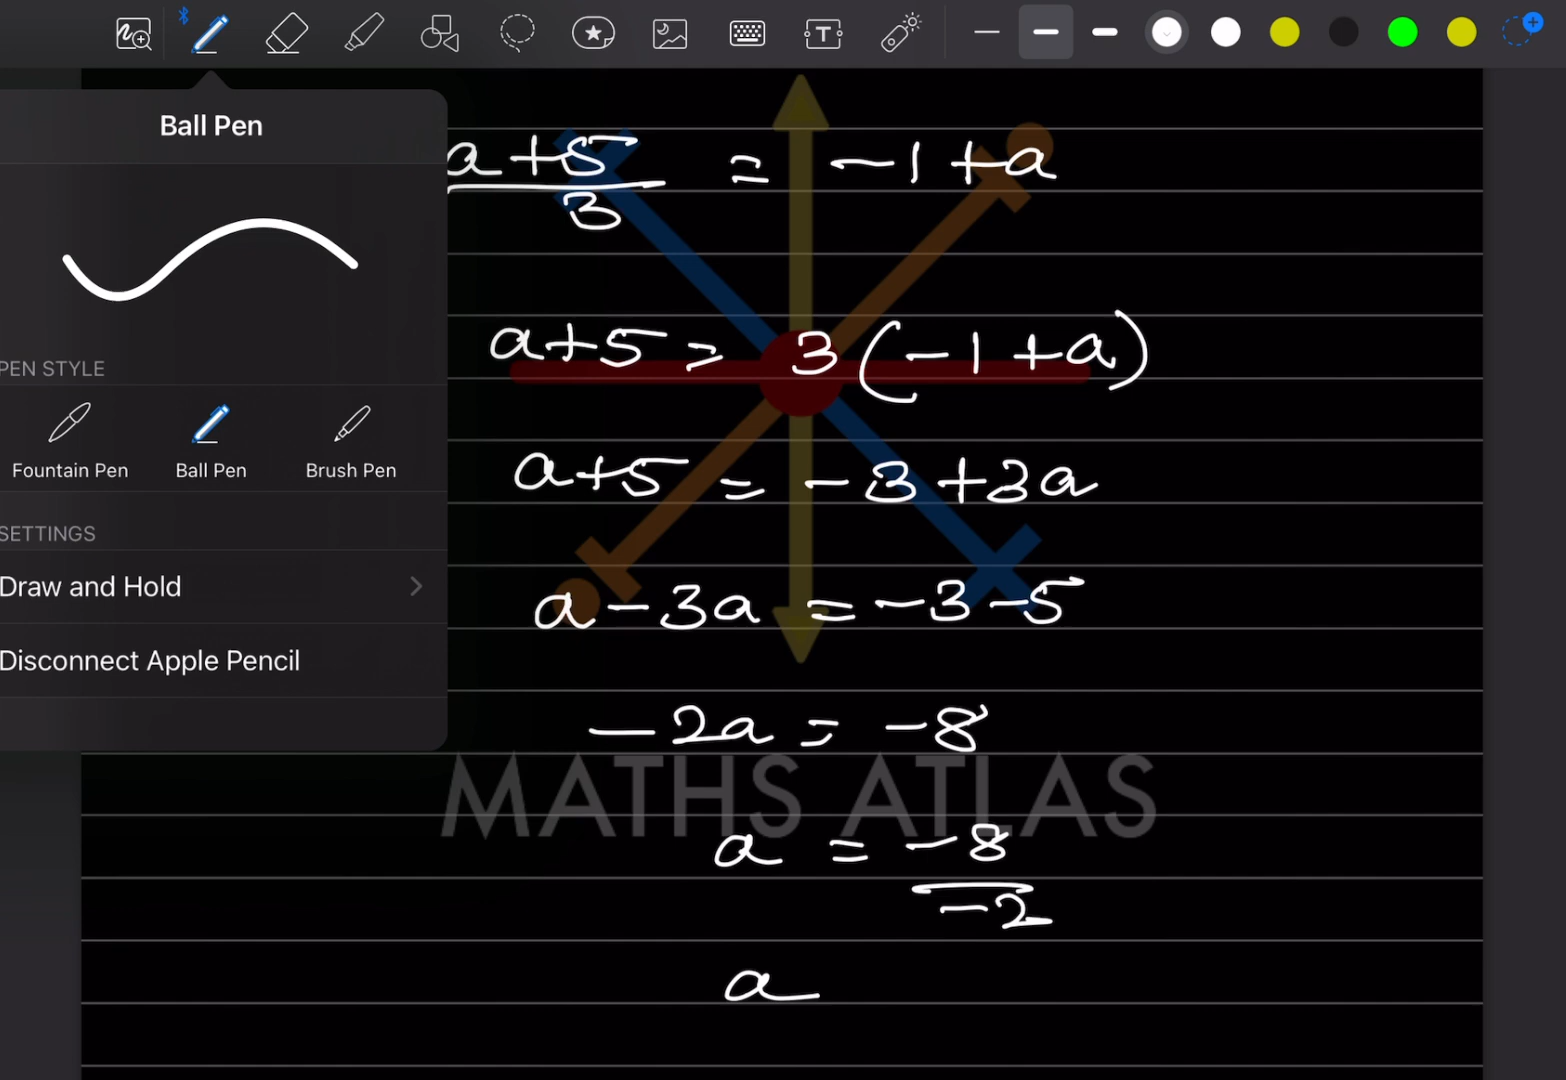 T
Ball Pen
PEN STYLE
Fountain Pen Ball Pen Brush Pen
SETTINGS
Draw and Hold
Disconnect Apple Pencil
a+5 = -1+a
3
a+5 = 3(-1+a)
a+5 = -3+3a
a-3a = -3-5
-2a = -8
MATHS ATLAS
a = -8
-2
a